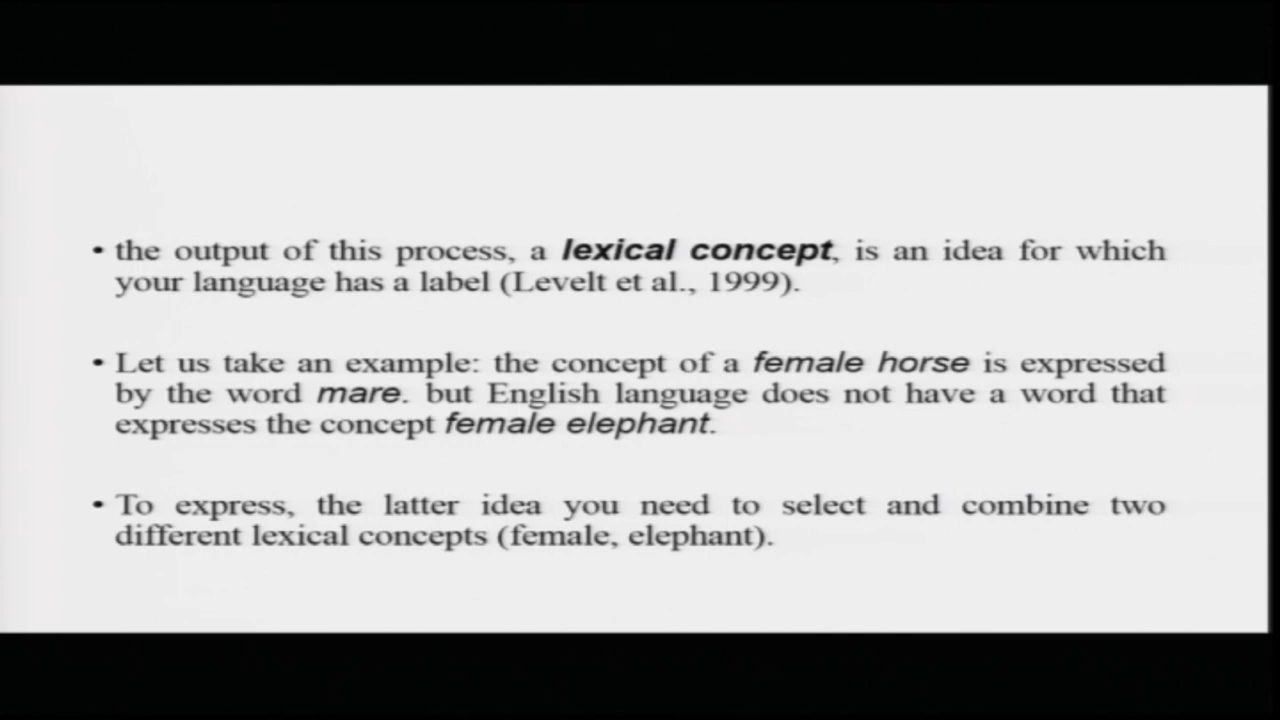 • the output of this process, a lexical concept, is an idea for which
your language has a label (Levelt et al., 1999).
• Let us take an example: the concept of a female horse is expressed
by the word mare. but English language does not have a word that
expresses the concept female elephant.
• To express, the latter idea you need to select and combine two
different lexical concepts (female, elephant).